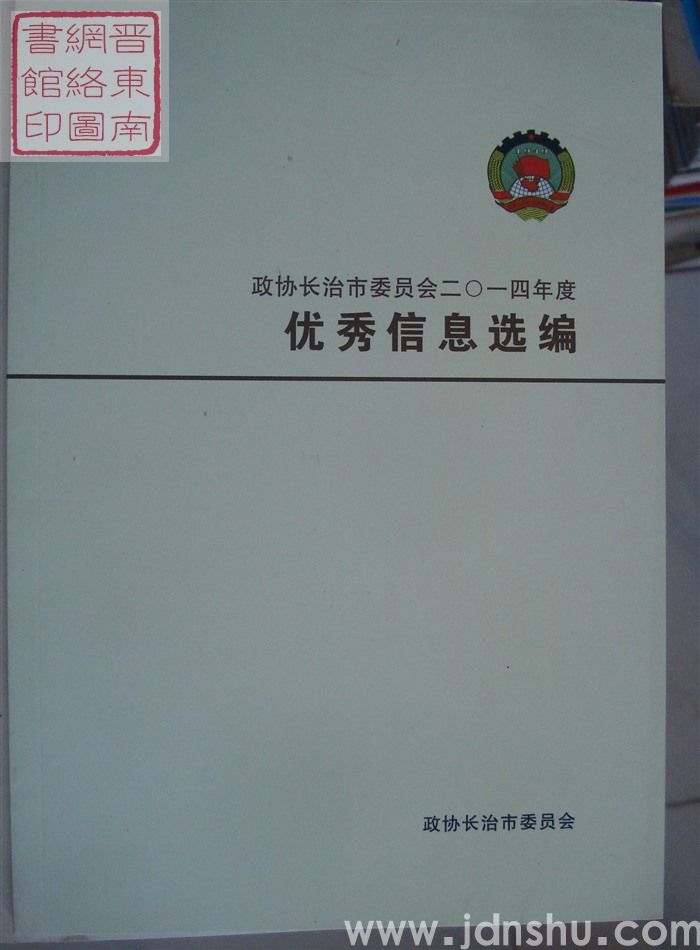 晋東南
網絡圖
書館印
1949
政协长治市委员会二〇一四年度
优秀信息选编
政协长治市委员会
www.jdnshu.com